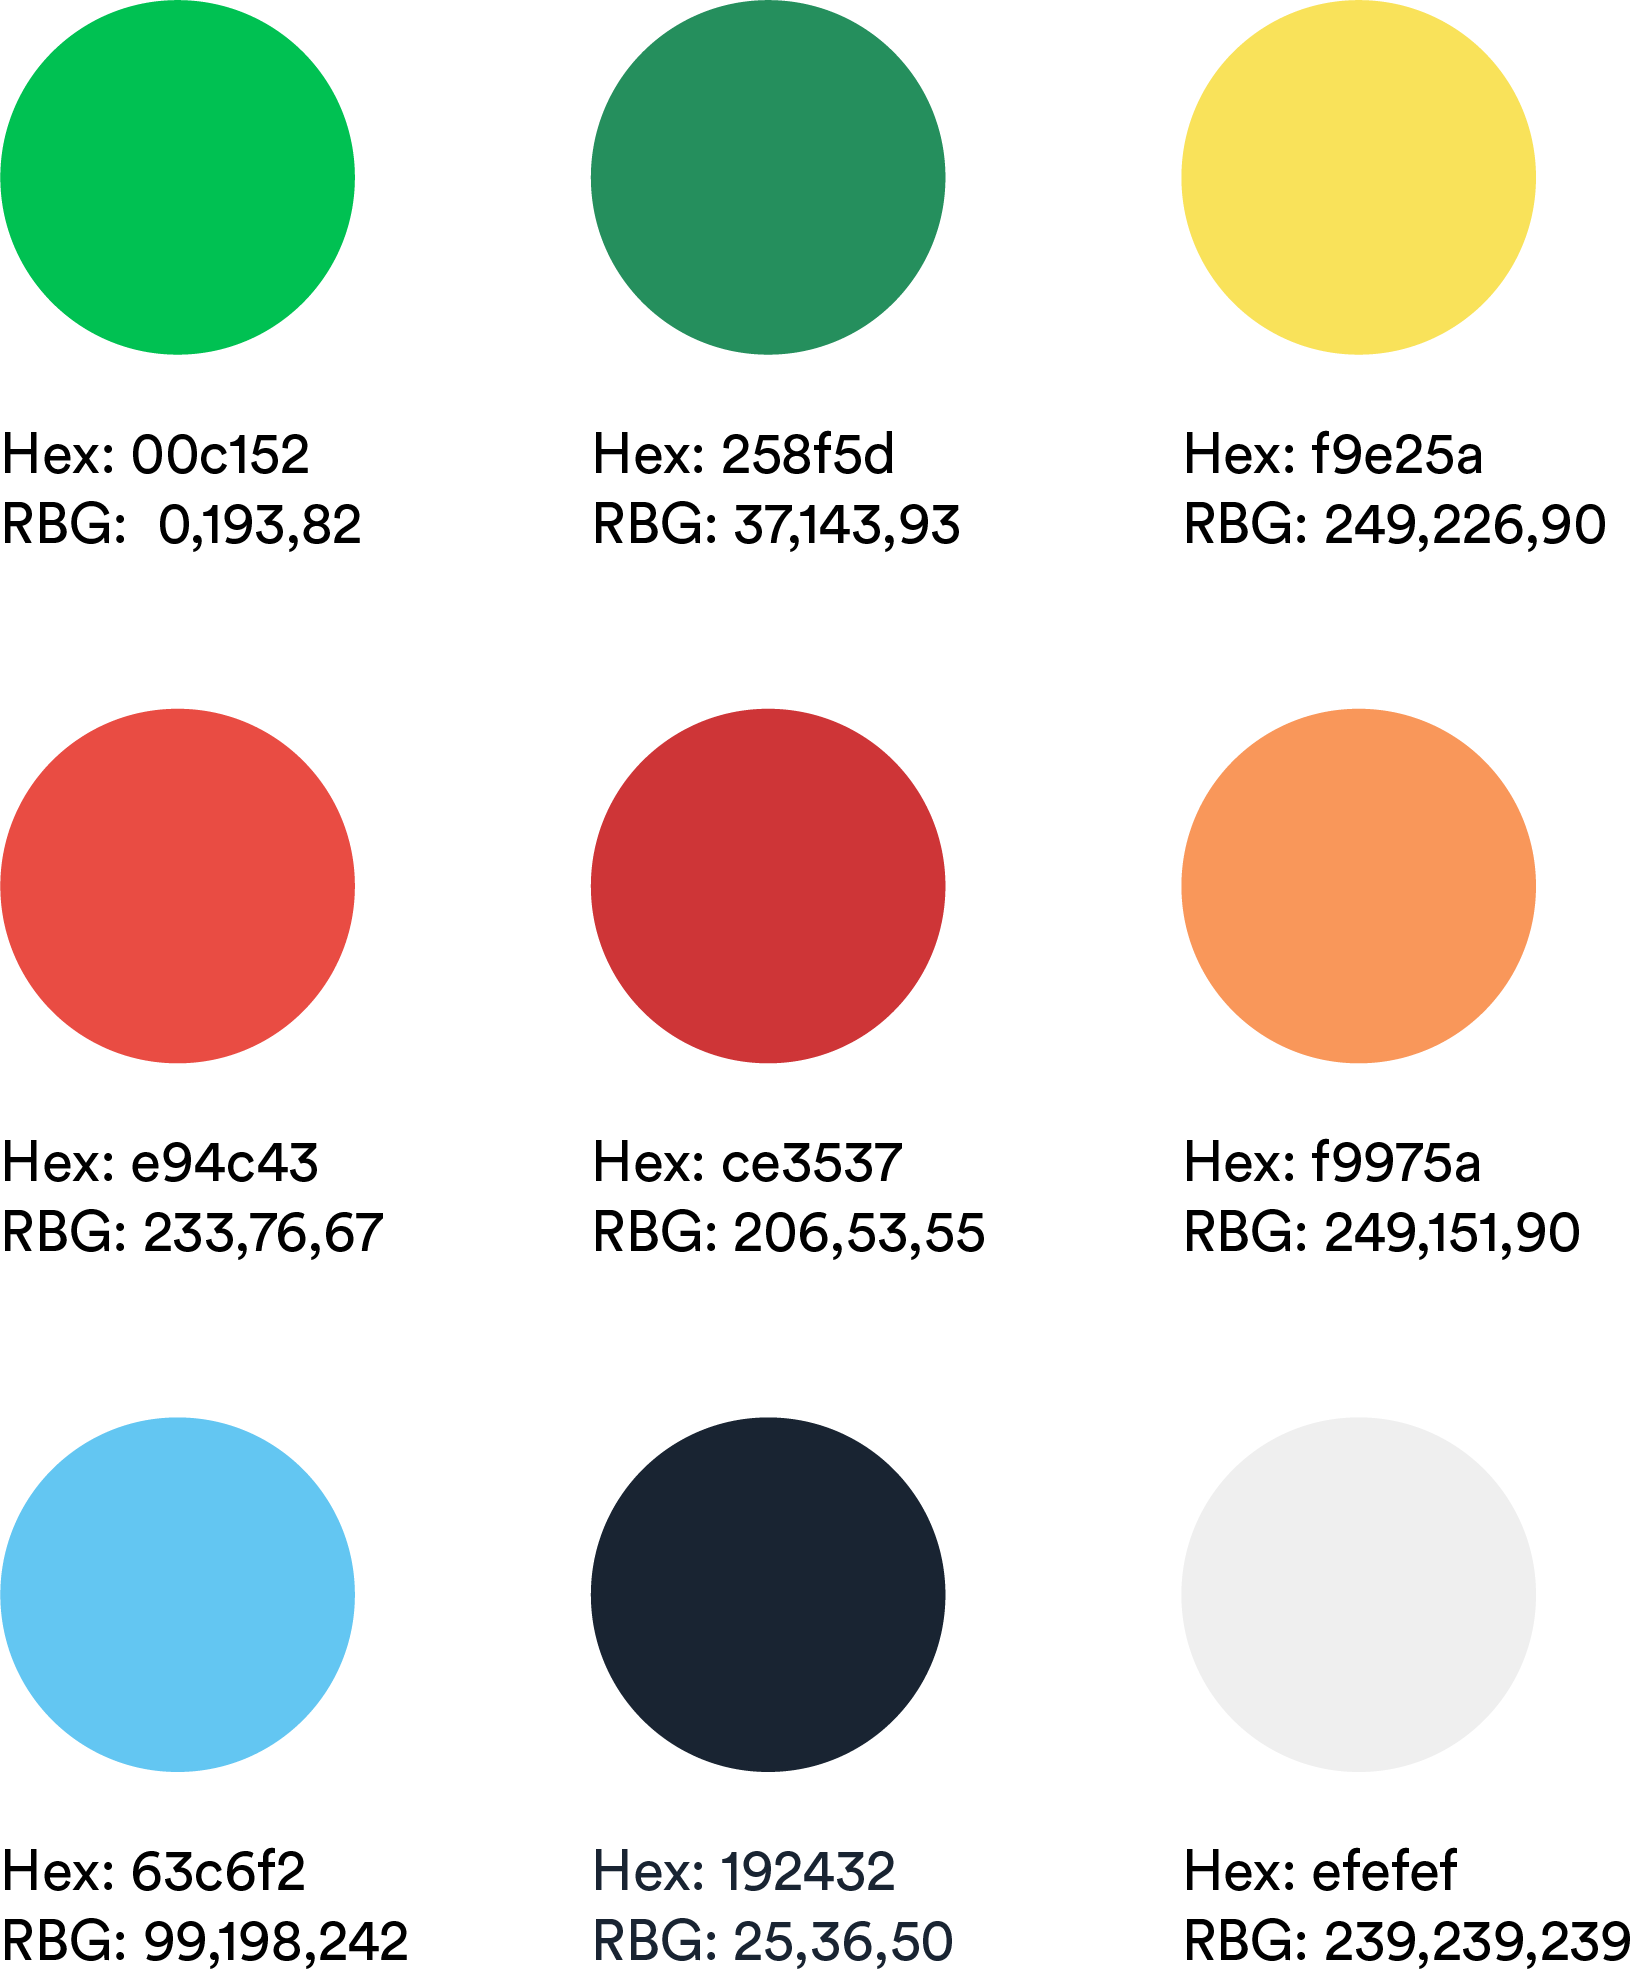 Hex: 00c152
RBG:  0,193,82
Hex: 258f5d
RBG: 37,143,93
Hex: f9e25a
RBG: 249,226,90
Hex: e94c43
RBG: 233,76,67
Hex: ce3537
RBG: 206,53,55
Hex: f9975a
RBG: 249,151,90
Hex: 63c6f2
RBG: 99,198,242
Hex: 192432
RBG: 25,36,50
Hex: efefef
RBG: 239,239,239